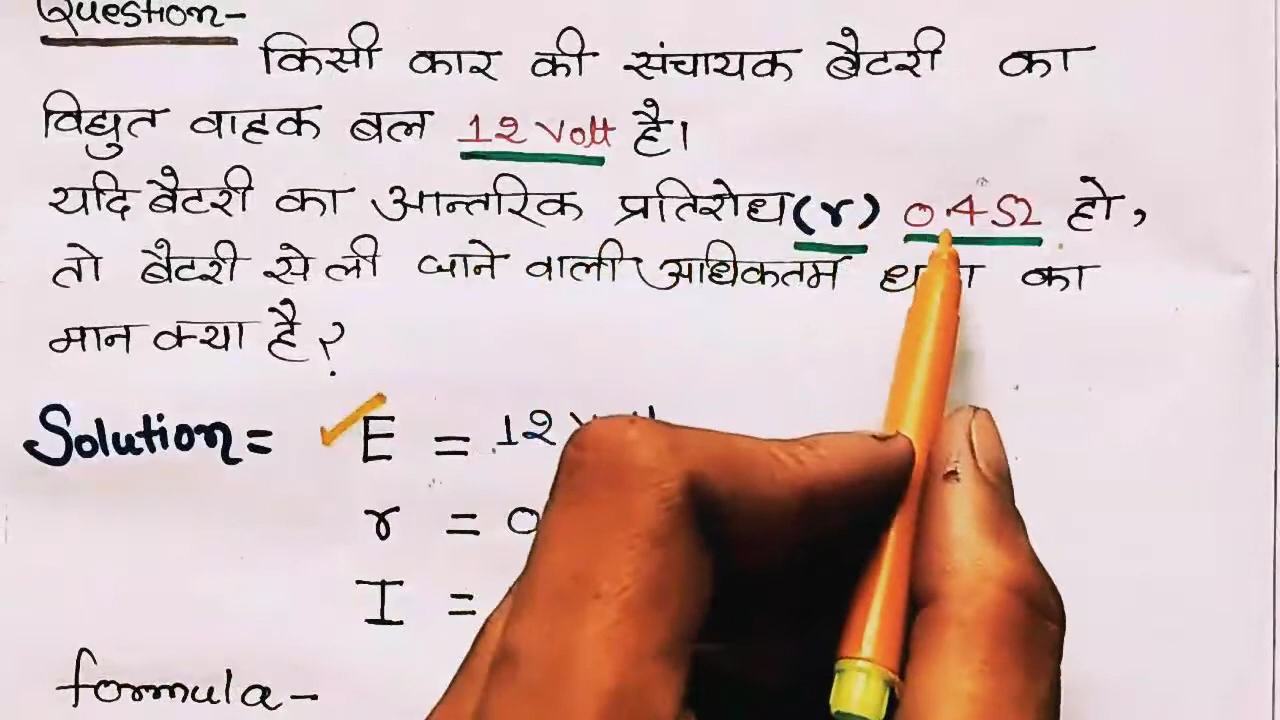 Question-
किसी कार की संचायक बैटरी का
विद्युत वाहक बल 12 Volt है।
यदि बैटरी का आन्तरिक प्रतिरोध (r) 0.4Ω हो,
तो बैटरी से ली जाने वाली अधिकतम का
मान क्या है?
Solution= E = 12
r = 0
I =
formula-